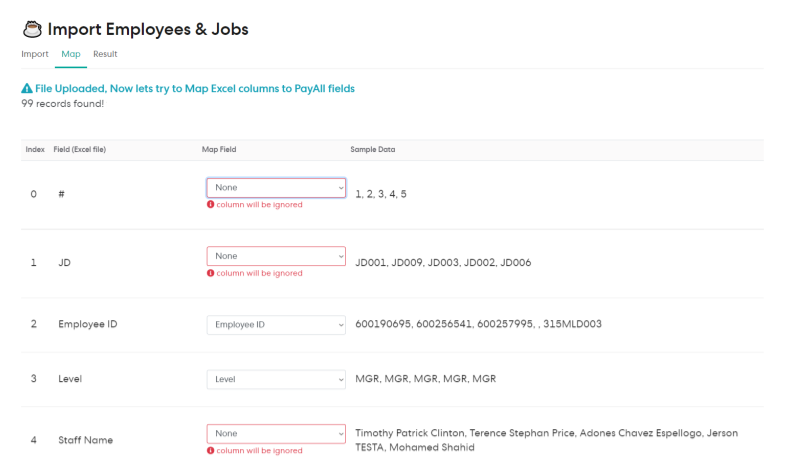 Import Employees & Jobs
Import Map Result
File Uploaded, Now lets try to Map Excel columns to PayAll fields
99 records found!
Index Field (Excel file) Map Field Sample Data
0 # None 1, 2, 3, 4, 5
column will be ignored
1 JD None JD001, JD009, JD003, JD002, JD006
column will be ignored
2 Employee ID Employee ID 600190695, 600256541, 600257995, , 315MLD003
3 Level Level MGR, MGR, MGR, MGR, MGR
4 Staff Name None Timothy Patrick Clinton, Terence Stephan Price, Adones Chavez Espellogo, Jerson
TESTA, Mohamed Shahid
column will be ignored